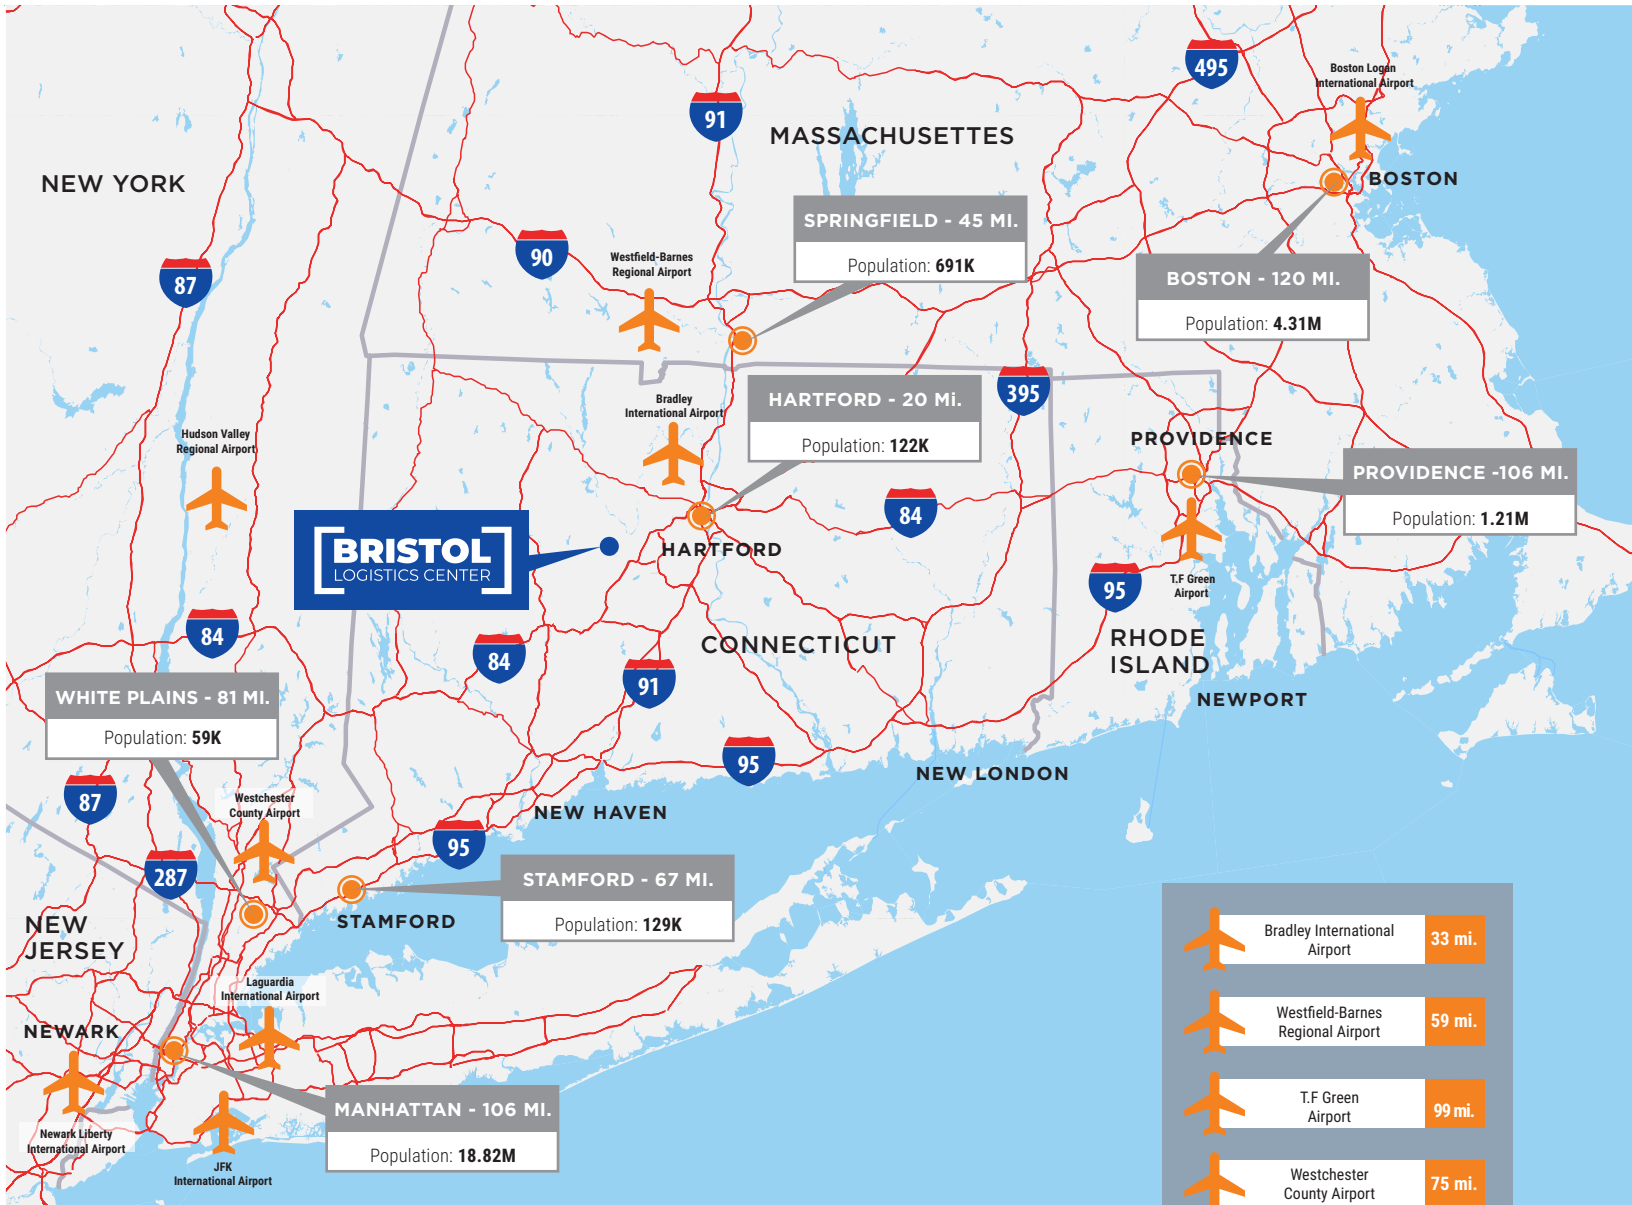 495
Boston Logan
International Airport
91
MASSACHUSETTES
NEW YORK
BOSTON
SPRINGFIELD - 45 MI.
Population: 691K
90
Westfield-Barnes
Regional Airport
87
BOSTON - 120 MI.
Population: 4.31M
HARTFORD - 20 Mi.
Population: 122K
395
Bradley
International Airport
Hudson Valley
Regional Airport
PROVIDENCE
PROVIDENCE -106 MI.
Population: 1.21M
84
BRISTOL
LOGISTICS CENTER
HARTFORD
95
T.F Green
Airport
84
84
CONNECTICUT
RHODE
ISLAND
91
NEWPORT
WHITE PLAINS - 81 MI.
Population: 59K
95
NEW LONDON
87
Westchester
County Airport
NEW HAVEN
95
287
STAMFORD - 67 MI.
Population: 129K
STAMFORD
NEW
JERSEY
Laguardia
International Airport
NEWARK
MANHATTAN - 106 MI.
Population: 18.82M
Newark Liberty
International Airport
JFK
International Airport
Bradley International
Airport
33 mi.
Westfield-Barnes
Regional Airport
59 mi.
T.F Green
Airport
99 mi.
Westchester
County Airport
75 mi.